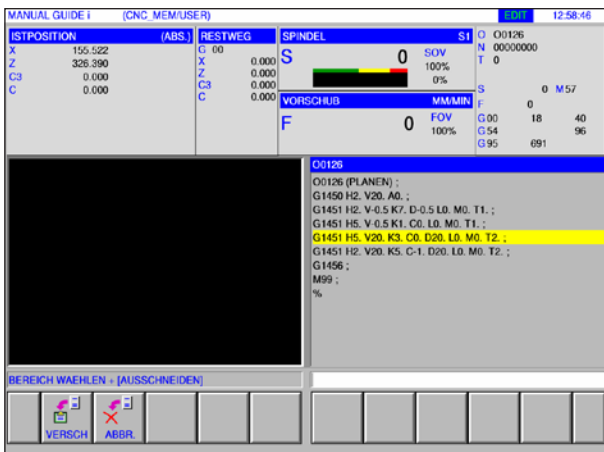 MANUAL GUIDE i (CNC_MEM/USER) EDIT 12:58:46
ISTPOSITION (ABS.)
X 155.522
Z 326.390
C3 0.000
C 0.000
RESTWEG
G 00
X 0.000
Z 0.000
C3 0.000
C 0.000
SPINDEL S1
S 0 SOV
100%
0%
VORSCHUB MM/MIN
F 0 FOV
100%
O O0126
N 00000000
T 0
S 0 M 57
F 0
G 00 18 40
G 54 96
G 95 691
O0126
O0126 (PLANEN) ;
G1450 H2. V20. A0. ;
G1451 H2. V-0.5 K7. D-0.5 L0. M0. T1. ;
G1451 H5. V-0.5 K1. C0. L0. M0. T1. ;
G1451 H5. V20. K3. C0. D20. L0. M0. T2. ;
G1451 H2. V20. K5. C-1. D20. L0. M0. T2. ;
G1456 ;
M99 ;
%
BEREICH WAEHLEN + [AUSSCHNEIDEN]
VERSCH ABBR.